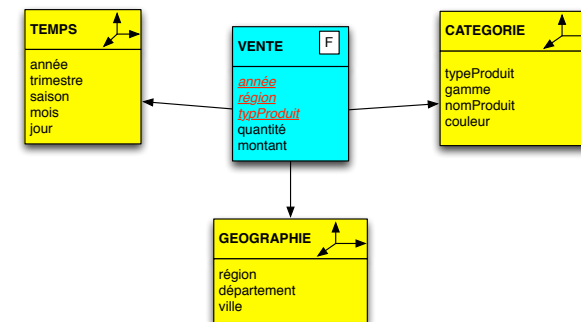 TEMPS
année
trimestre
saison
mois
jour
VENTE
F
année
région
typProduit
quantité
montant
CATEGORIE
typeProduit
gamme
nomProduit
couleur
GEOGRAPHIE
région
département
ville